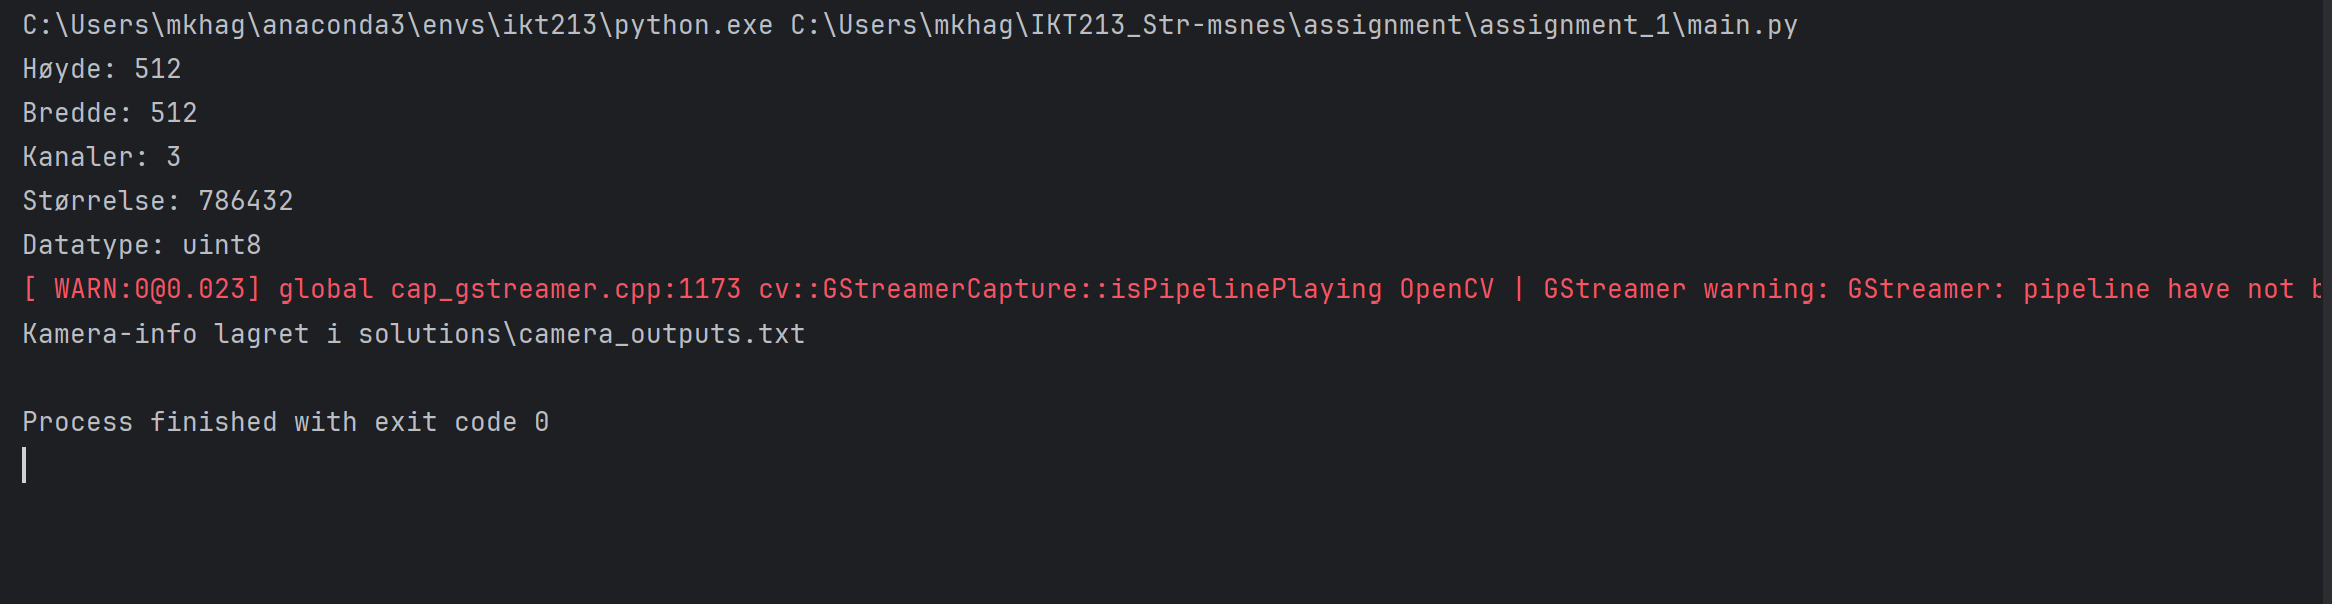 C:\Users\mkhag\anaconda3\envs\ikt213\python.exe C:\Users\mkhag\IKT213_Str-msnes\assignment\assignment_1\main.py
Høyde: 512
Bredde: 512
Kanaler: 3
Størrelse: 786432
Datatype: uint8
[ WARN:0@0.023] global cap_gstreamer.cpp:1173 cv::GStreamerCapture::isPipelinePlaying OpenCV | GStreamer warning: GStreamer: pipeline have not
Kamera-info lagret i solutions\camera_outputs.txt
Process finished with exit code 0